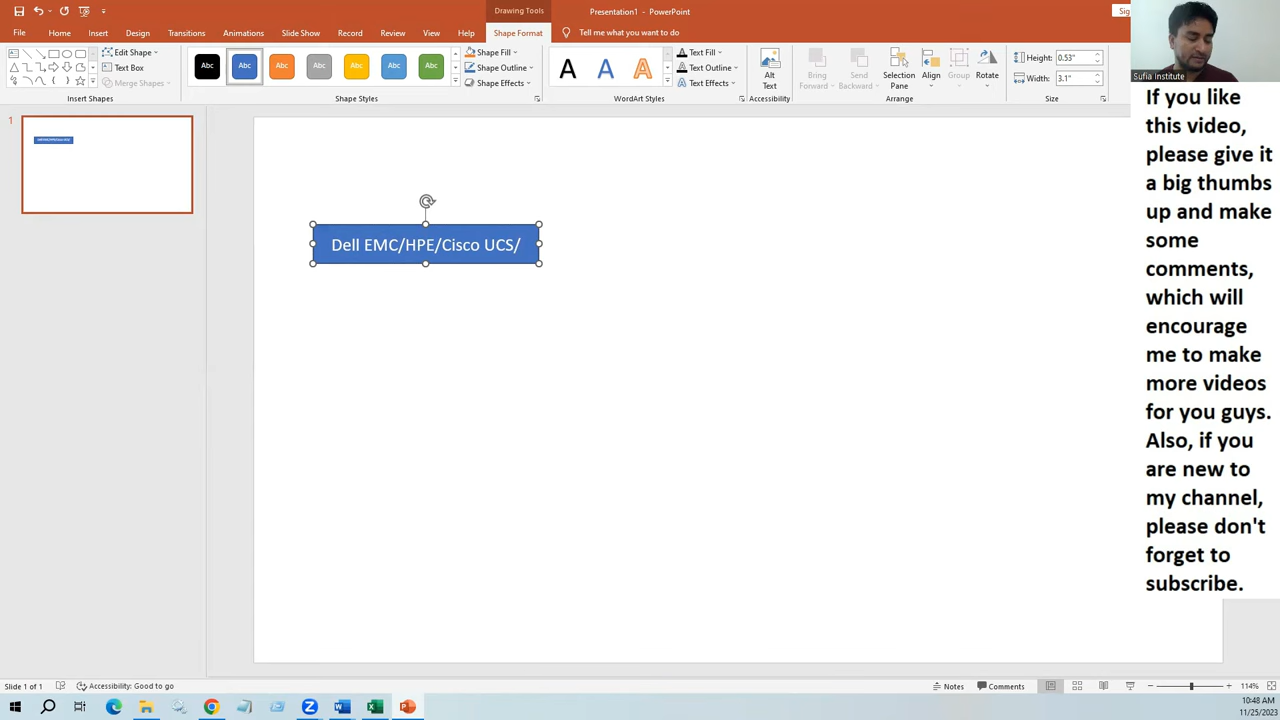 Drawing Tools
Presentation1 - PowerPoint
File
Home
Insert
Design
Transitions
Animations
Slide Show
Record
Review
View
Help
Shape Format
Tell me what you want to do
Edit Shape
Text Box
Merge Shapes
Insert Shapes
Abc
Abc
Abc
Abc
Abc
Abc
Abc
Shape Fill
Shape Outline
Shape Effects
Shape Styles
A
A
A
Text Fill
Text Outline
Text Effects
WordArt Styles
Alt
Text
Accessibility
Bring
Forward
Send
Backward
Selection
Pane
Align
Group
Rotate
Arrange
Height:
0.53"
Width:
3.1"
Size
Sufia Institute
1
Dell EMC/HPE/Cisco UCS/
If you like
this video,
please give it
a big thumbs
up and make
some
comments,
which will
encourage
me to make
more videos
for you guys.
Also, if you
are new to
my channel,
please don't
forget to
subscribe.
Slide 1 of 1
Accessibility: Good to go
Notes
Comments
114%
10:48 AM
11/25/2023